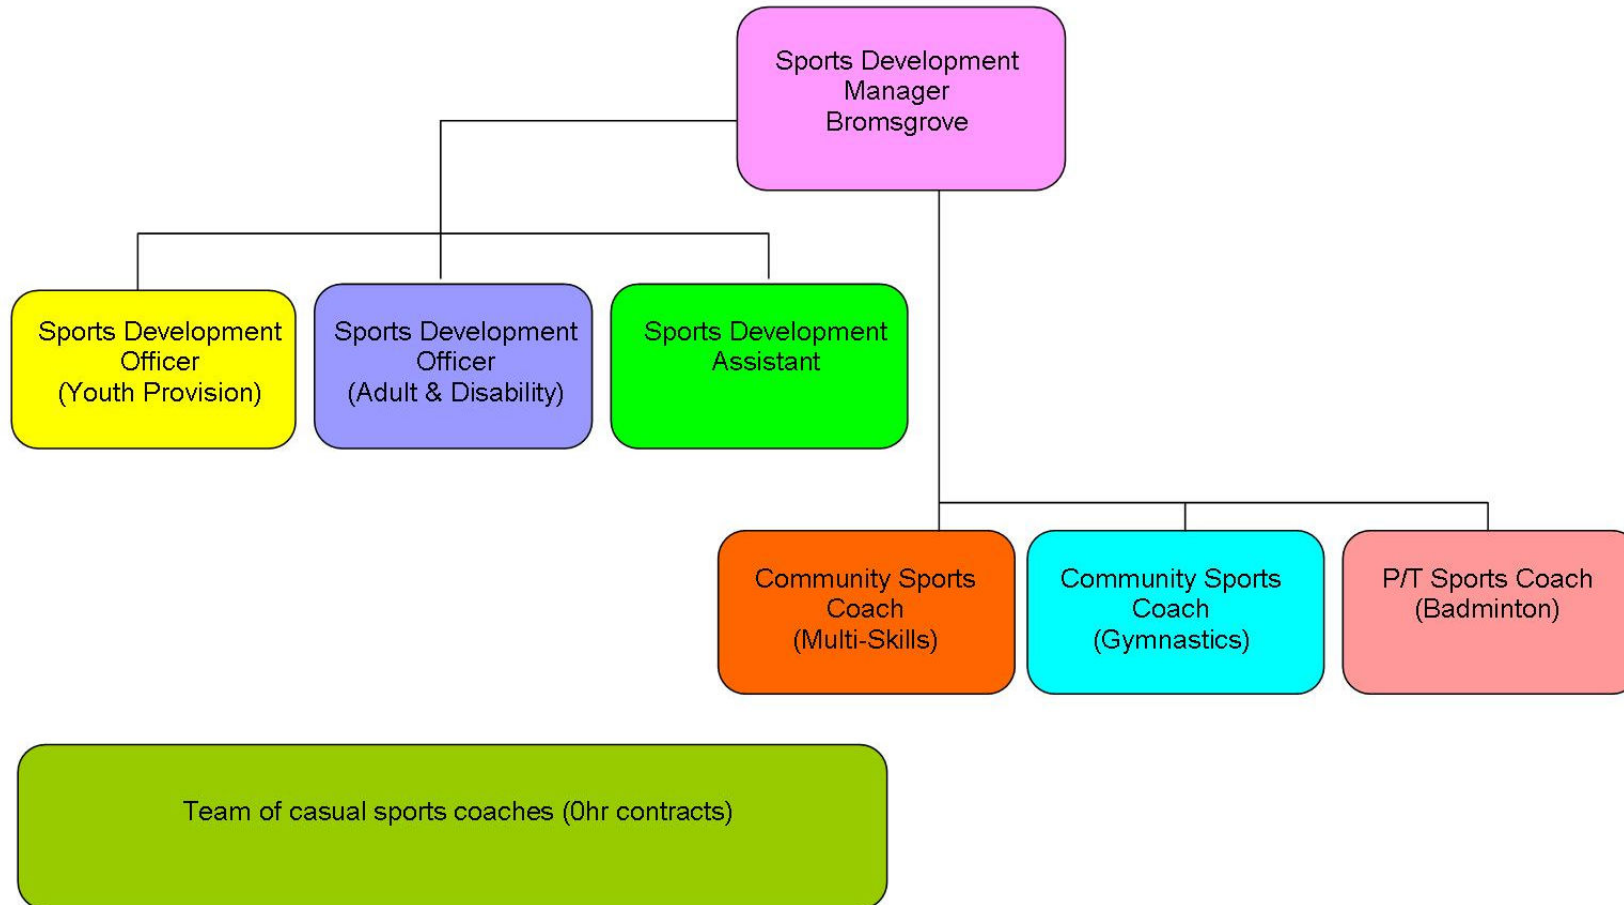 Sports Development
Manager
Bromsgrove
Sports Development
Officer
(Youth Provision)
Sports Development
Officer
(Adult & Disability)
Sports Development
Assistant
Community Sports
Coach
(Multi-Skills)
Community Sports
Coach
(Gymnastics)
P/T Sports Coach
(Badminton)
Team of casual sports coaches (0hr contracts)